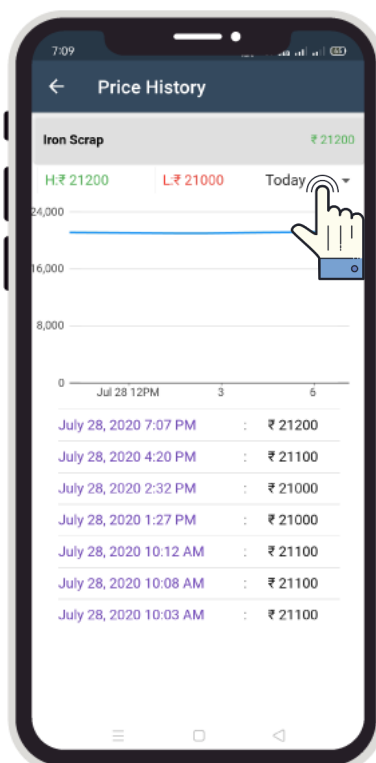 7:09
Price History
Iron Scrap ₹ 21200
H:₹ 21200 L:₹ 21000 Today
24,000
16,000
8,000
0
Jul 28 12PM 3 6
July 28, 2020 7:07 PM : ₹ 21200
July 28, 2020 4:20 PM : ₹ 21100
July 28, 2020 2:32 PM : ₹ 21000
July 28, 2020 1:27 PM : ₹ 21000
July 28, 2020 10:12 AM : ₹ 21100
July 28, 2020 10:08 AM : ₹ 21100
July 28, 2020 10:03 AM : ₹ 21100